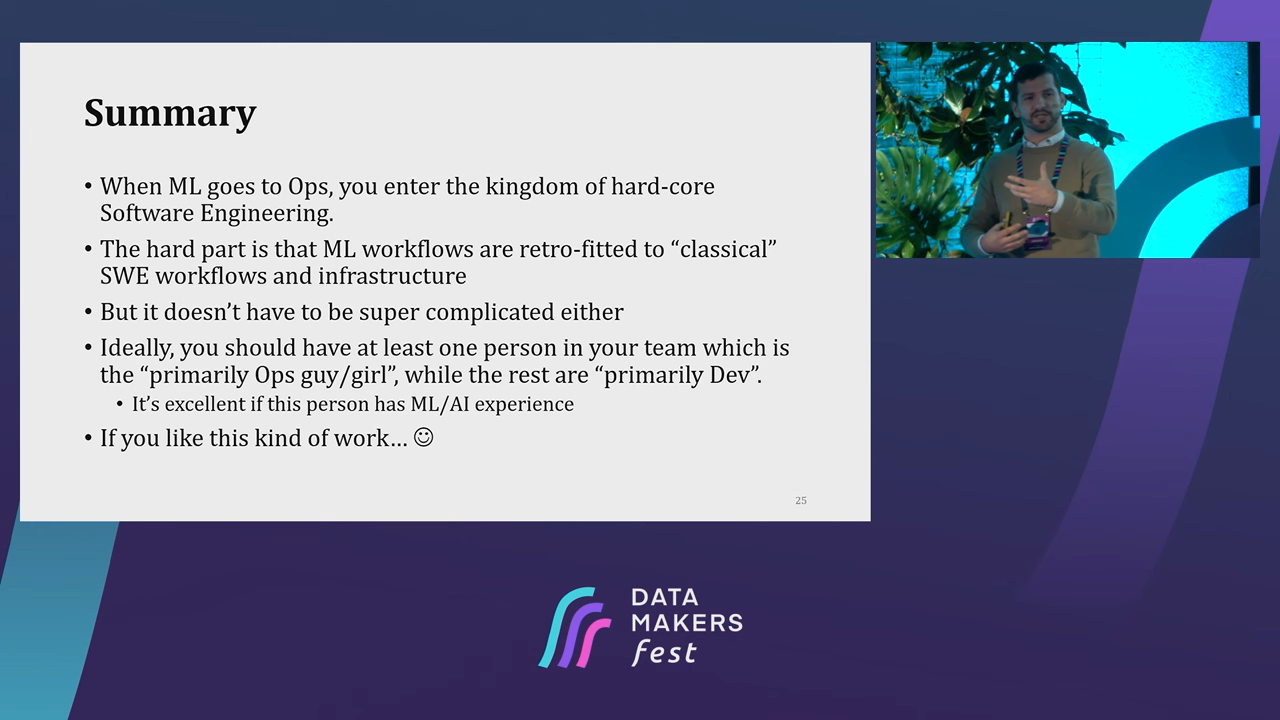 Summary
• When ML goes to Ops, you enter the kingdom of hard-core
Software Engineering.
• The hard part is that ML workflows are retro-fitted to “classical”
SWE workflows and infrastructure
• But it doesn’t have to be super complicated either
• Ideally, you should have at least one person in your team which is
the “primarily Ops guy/girl”, while the rest are “primarily Dev”.
• It’s excellent if this person has ML/AI experience
• If you like this kind of work… ☺
25
DATA
MAKERS
fest